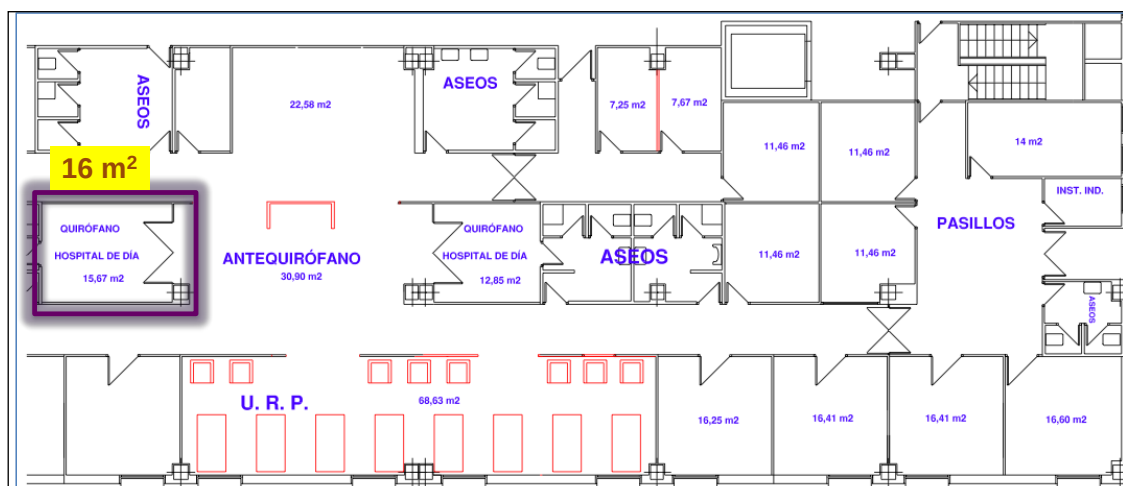 ASEOS
22,58 m2
ASEOS
7,25 m2
7,67 m2
11,46 m2
11,46 m2
14 m2
16 m²
INST. IND.
QUIRÓFANO
HOSPITAL DE DÍA
15,67 m2
ANTEQUIRÓFANO
30,90 m2
QUIRÓFANO
HOSPITAL DE DÍA
12,85 m2
ASEOS
11,46 m2
11,46 m2
PASILLOS
ASEOS
U. R. P.
68,63 m2
16,25 m2
16,41 m2
16,41 m2
16,60 m2